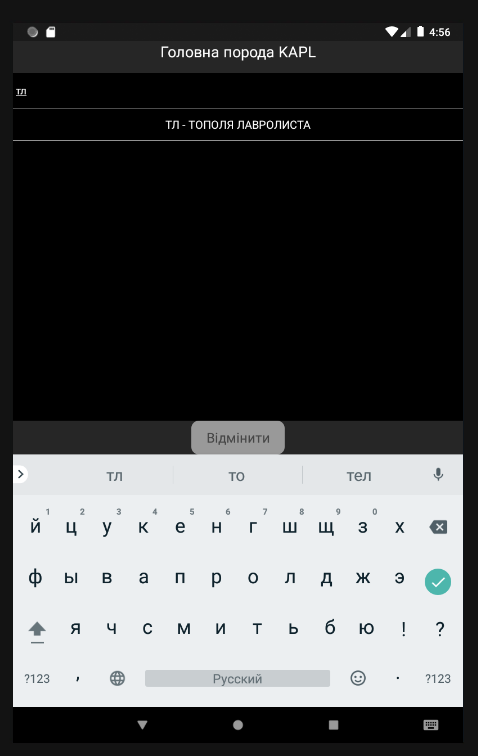 4:56
Головна порода KAPL
тл
ТЛ - ТОПОЛЯ ЛАВРОЛИСТА
Відмінити
тл то тел
1 2 3 4 5 6 7 8 9 0
й ц у к е н г ш щ з х
ф ы в а п р о л д ж э
я ч с м и т ь б ю ! ?
?123 , Русский . ?123